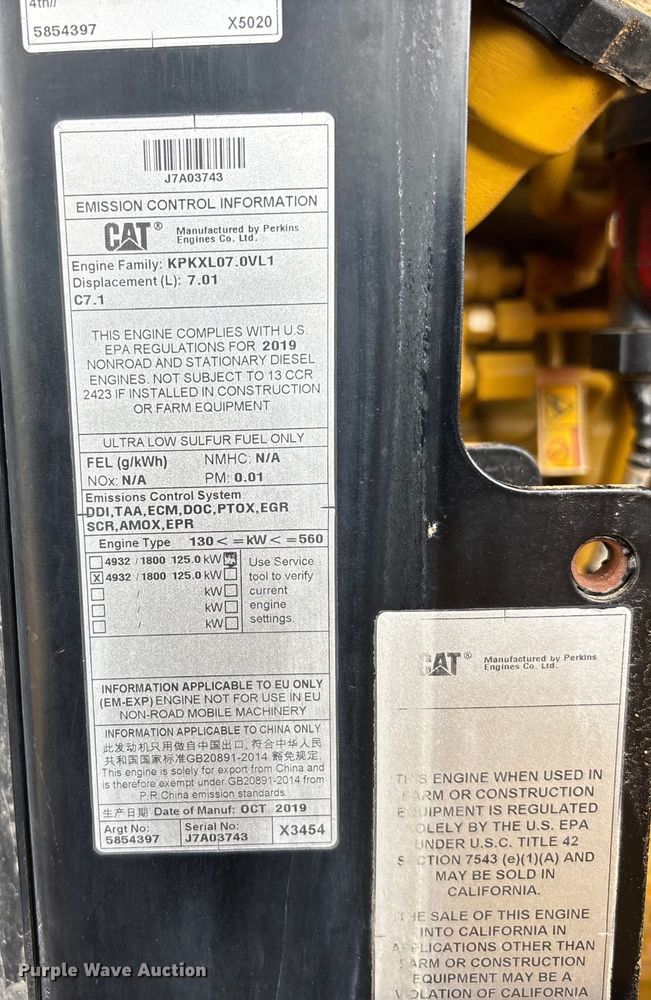 4th//
5854397 X5020
J7A03743
EMISSION CONTROL INFORMATION
CAT® Manufactured by Perkins
Engines Co. Ltd.
Engine Family: KPKXL07.0VL1
Displacement (L): 7.01
C7.1
THIS ENGINE COMPLIES WITH U.S.
EPA REGULATIONS FOR 2019
NONROAD AND STATIONARY DIESEL
ENGINES. NOT SUBJECT TO 13 CCR
2423 IF INSTALLED IN CONSTRUCTION
OR FARM EQUIPMENT
ULTRA LOW SULFUR FUEL ONLY
FEL (g/kWh) NMHC: N/A
NOx: N/A PM: 0.01
Emissions Control System
DDI,TAA,ECM,DOC,PTOX,EGR
SCR,AMOX,EPR
Engine Type 130<=kW<=560
4932 / 1800 125.0 kW
X 4932 / 1800 125.0 kW
/ kW
/ kW
/ kW
Use Service
tool to verify
current
engine
settings.
INFORMATION APPLICABLE TO EU ONLY
(EM-EXP) ENGINE NOT FOR USE IN EU
NON-ROAD MOBILE MACHINERY
INFORMATION APPLICABLE TO CHINA ONLY
此发动机只用做自中国出口, 符合中华人民
共和国国家标准GB20891-2014 豁免规定.
This engine is solely for export from China and
is therefore exempt under GB20891-2014 from
P.R.China emission standards.
生产日期 Date of Manuf: OCT 2019
Argt No: Serial No: X3454
5854397 J7A03743
CAT® Manufactured by Perkins
Engines Co. Ltd.
THIS ENGINE WHEN USED IN
FARM OR CONSTRUCTION
EQUIPMENT IS REGULATED
SOLELY BY THE U.S. EPA
UNDER U.S.C. TITLE 42
SECTION 7543 (e)(1)(A) AND
MAY BE SOLD IN
CALIFORNIA.
THE SALE OF THIS ENGINE
INTO CALIFORNIA IN
APPLICATIONS OTHER THAN
FARM OR CONSTRUCTION
EQUIPMENT MAY BE A
VIOLATION OF CALIFORNIA
Purple Wave Auction